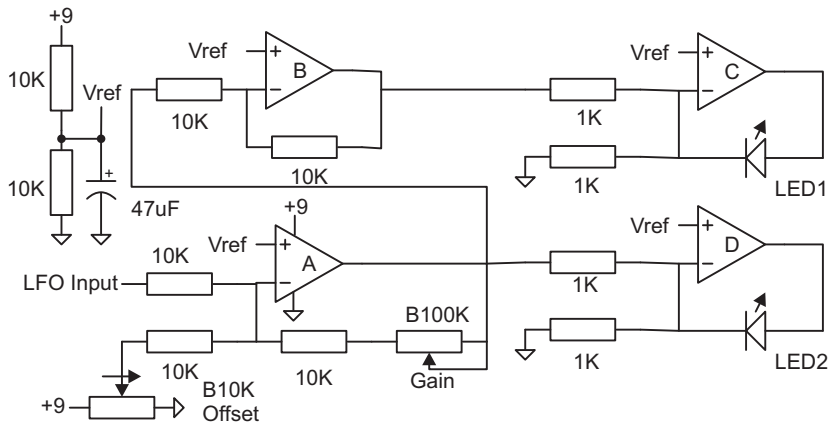 +9
10K
Vref
10K
47uF
+
Vref
+
−
B
10K
10K
Vref
+
−
C
1K
1K
LED1
+9
Vref
+
−
A
10K
LFO Input
Vref
+
−
D
1K
1K
LED2
B100K
Gain
10K
10K
B10K
Offset
+9